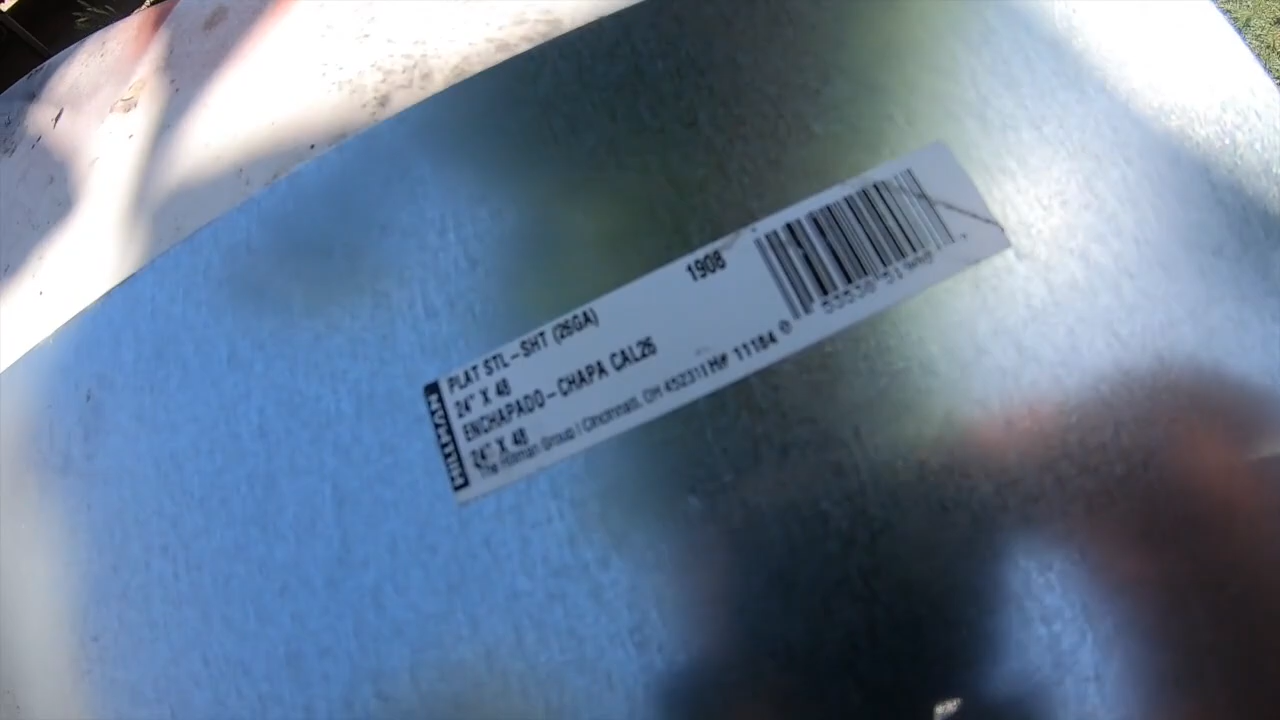 HILLMAN
PLAT STL-SHT (26GA)
24" X 48
ENCHAPADO-CHAPA CAL26
24" X 48
The Hillman Group | Cincinnati, OH 45231 | H# 11184
1908
0